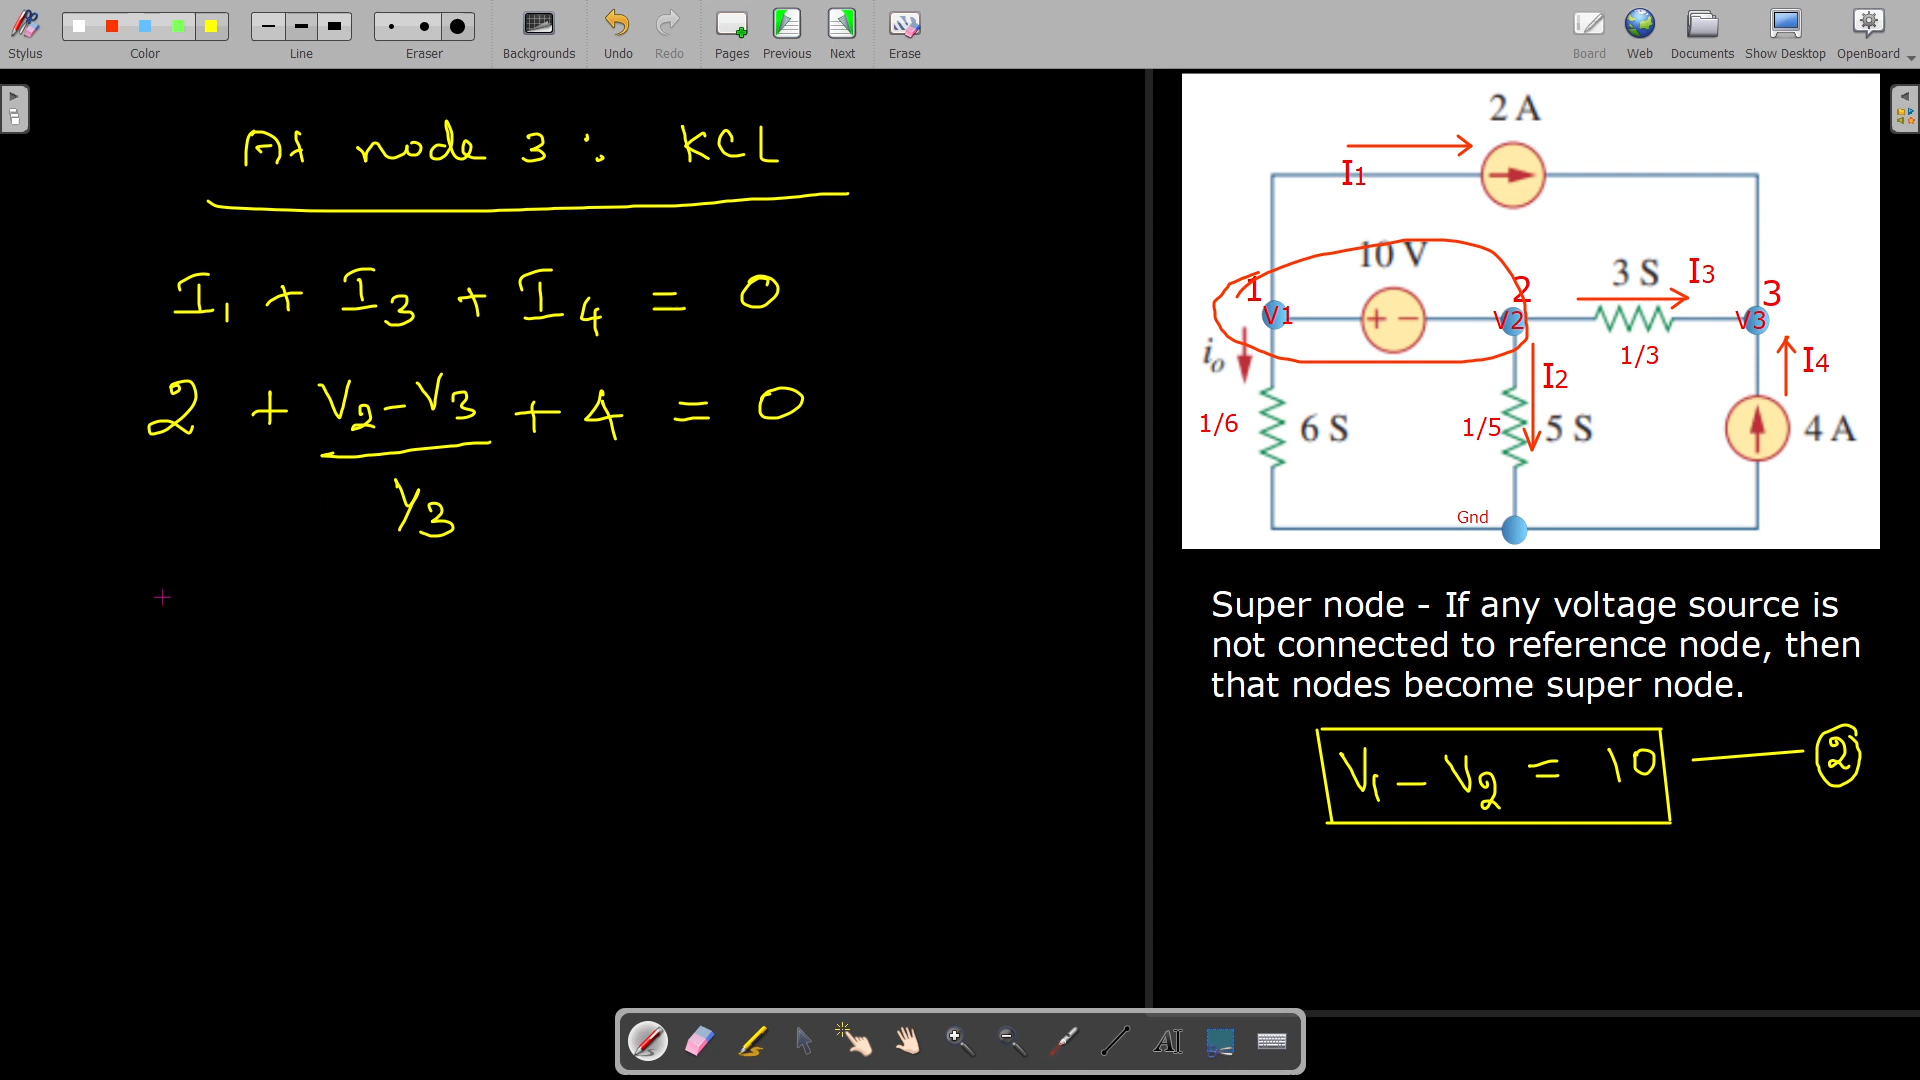 Stylus Color Line Eraser Backgrounds Undo Redo Pages Previous Next Erase Board Web Documents Show Desktop OpenBoard
At node 3 : KCL
I1 + I3 + I4 = 0
2 + V2 - V3 / 1/3 + 4 = 0
2 A
I1
10 V
3 S I3
1 2 3
V1 + - V2 V3
io
1/3
I2 I4
1/6 6 S 1/5 5 S 4 A
Gnd
Super node - If any voltage source is
not connected to reference node, then
that nodes become super node.
V1 - V2 = 10 — 2